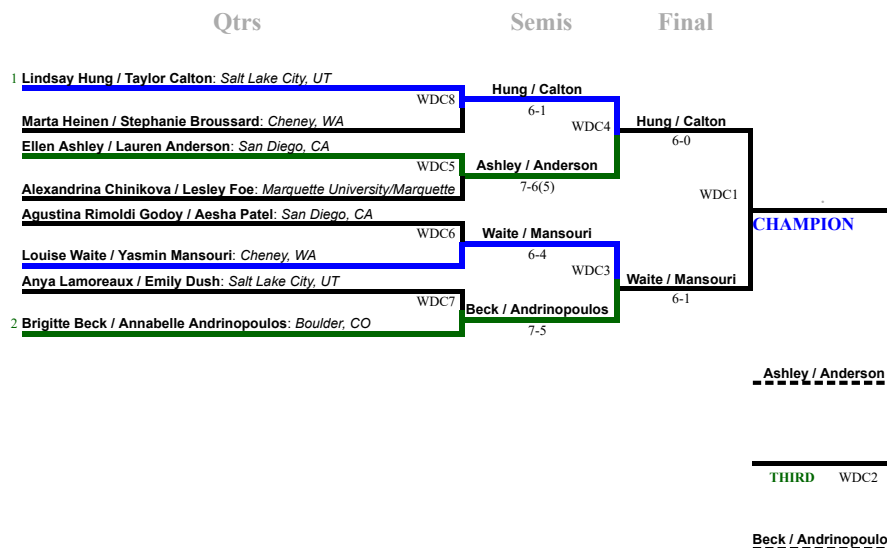 Qtrs Semis Final
1 Lindsay Hung / Taylor Calton: Salt Lake City, UT
WDC8
Hung / Calton
6-1
Marta Heinen / Stephanie Broussard: Cheney, WA
WDC4
Hung / Calton
6-0
Ellen Ashley / Lauren Anderson: San Diego, CA
WDC5
Ashley / Anderson
7-6(5)
Alexandrina Chinikova / Lesley Foe: Marquette University/Marquette
WDC1
CHAMPION
Agustina Rimoldi Godoy / Aesha Patel: San Diego, CA
WDC6
Waite / Mansouri
6-4
Louise Waite / Yasmin Mansouri: Cheney, WA
WDC3
Waite / Mansouri
6-1
Anya Lamoreaux / Emily Dush: Salt Lake City, UT
WDC7
Beck / Andrinopoulos
7-5
2 Brigitte Beck / Annabelle Andrinopoulos: Boulder, CO
Ashley / Anderson
THIRD WDC2
Beck / Andrinopoulo